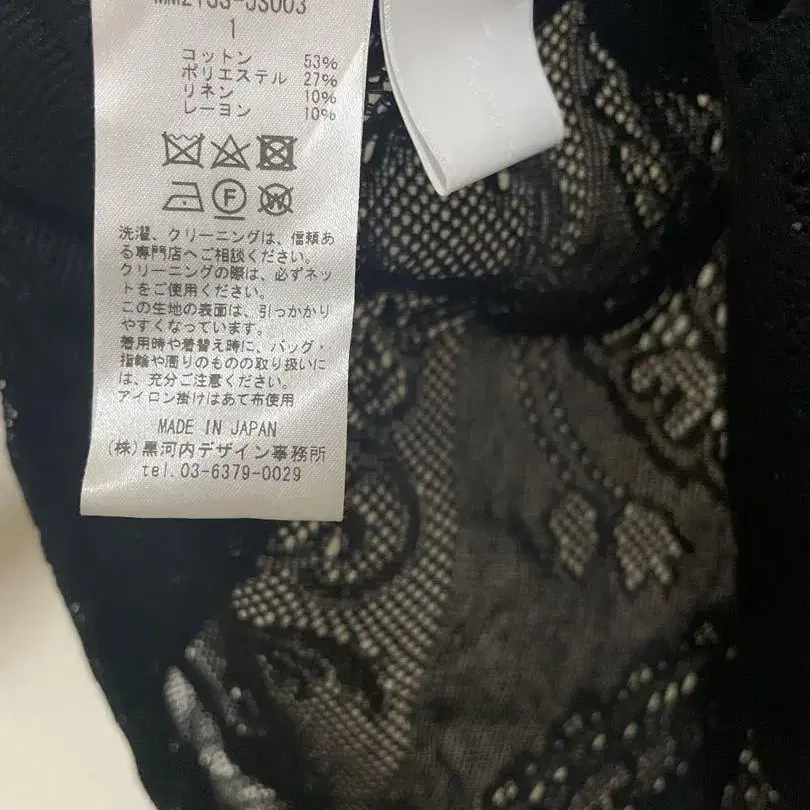 MM21SS-JS003
1
コットン 53%
ポリエステル 27%
リネン 10%
レーヨン 10%
F
W
洗濯、クリーニングは、信頼あ
る専門店へご相談ください。
クリーニングの際は、必ずネッ
トをご使用ください。
この生地の表面は、引っかかり
やすくなっています。
着用時や着替え時に、バッグ・
指輪や周りのものの取り扱いに
は、充分ご注意ください。
アイロン掛けはあて布使用
MADE IN JAPAN
(株)黒河内デザイン事務所
tel.03-6379-0029